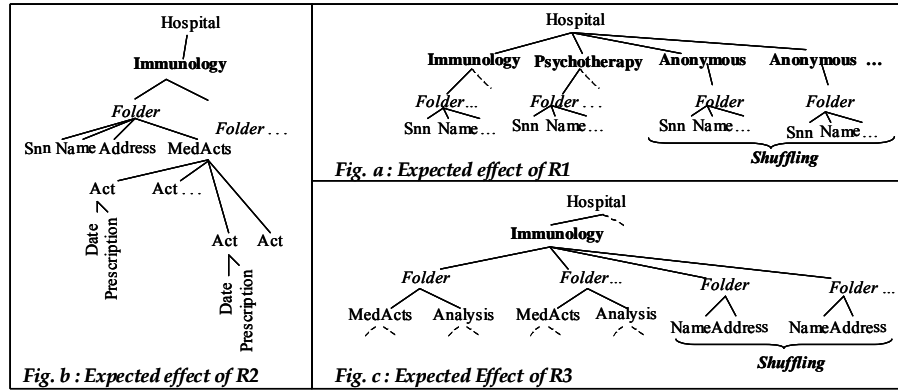 Hospital
Immunology
Folder
Folder . . .
Snn Name Address MedActs
Act Act . . .
Date
Prescription
Act Act
Date
Prescription
Fig. b : Expected effect of R2
Hospital
Immunology Psychotherapy Anonymous Anonymous ...
Folder... Folder . . . Folder Folder
Snn Name... Snn Name... Snn Name... Snn Name...
Shuffling
Fig. a : Expected effect of R1
Hospital
Immunology
Folder Folder... Folder Folder ...
MedActs Analysis MedActs Analysis NameAddress NameAddress
Shuffling
Fig. c : Expected Effect of R3